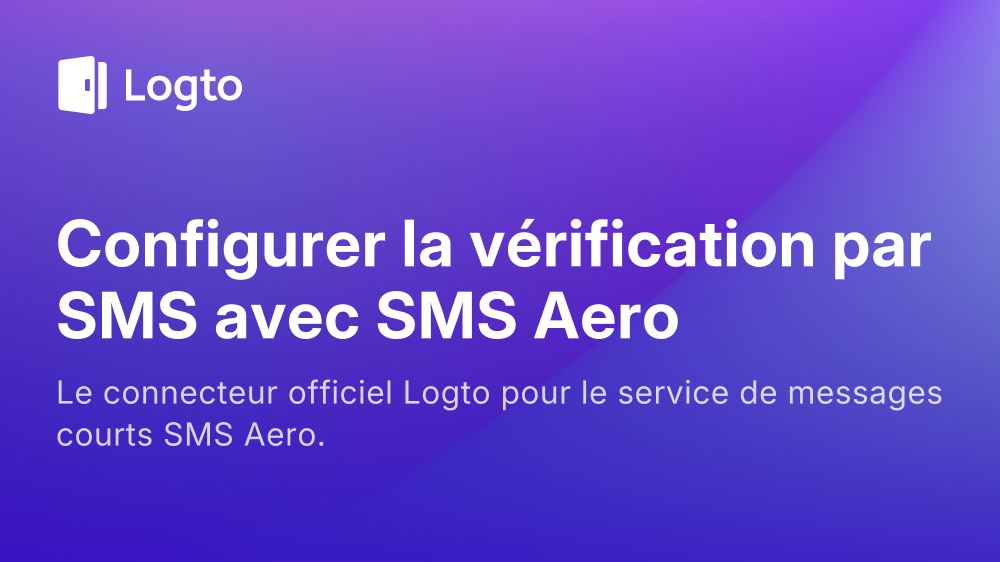 Logto
Configurer la vérification par
SMS avec SMS Aero
Le connecteur officiel Logto pour le service de messages
courts SMS Aero.